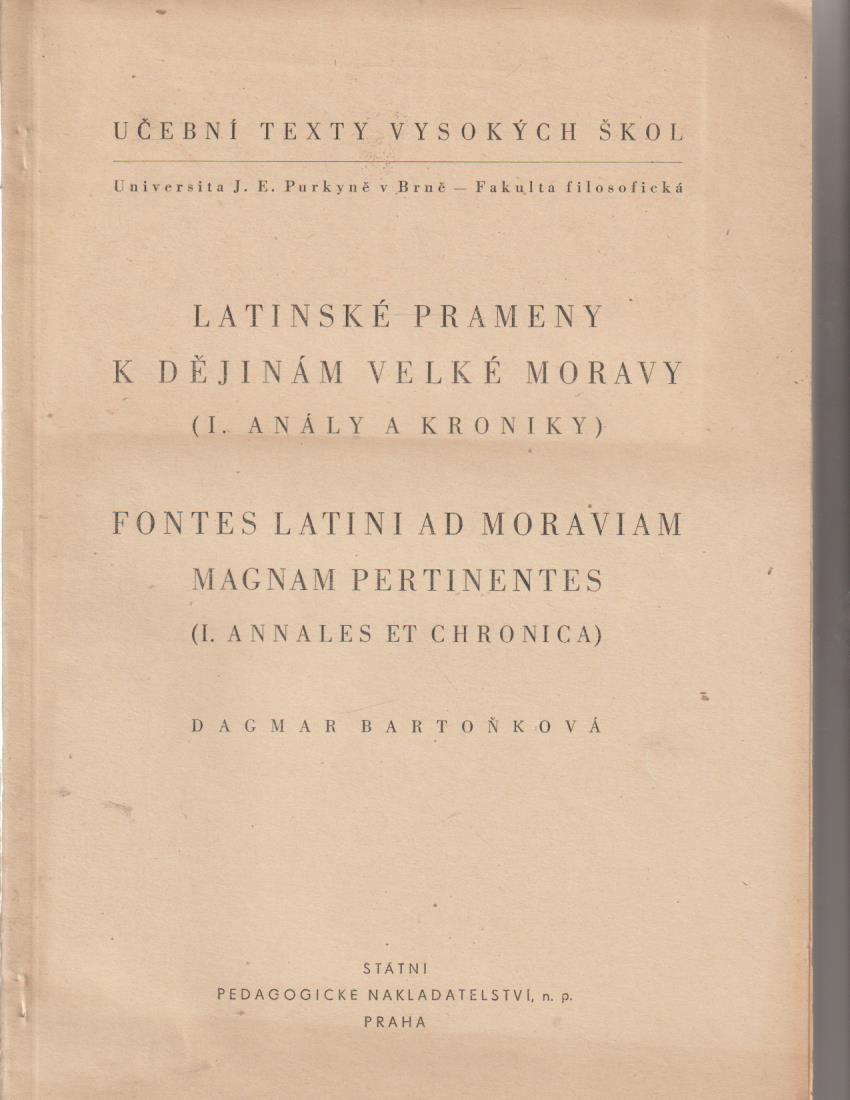 UČEBNÍ TEXTY VYSOKÝCH ŠKOL
Universita J. E. Purkyně v Brně — Fakulta filosofická
LATINSKÉ PRAMENY
K DĚJINÁM VELKÉ MORAVY
(I. ANÁLY A KRONIKY)
FONTES LATINI AD MORAVIAM
MAGNAM PERTINENTES
(I. ANNALES ET CHRONICA)
DAGMAR BARTOŇKOVÁ
STÁTNÍ
PEDAGOGICKÉ NAKLADATELSTVÍ, n. p.
PRAHA